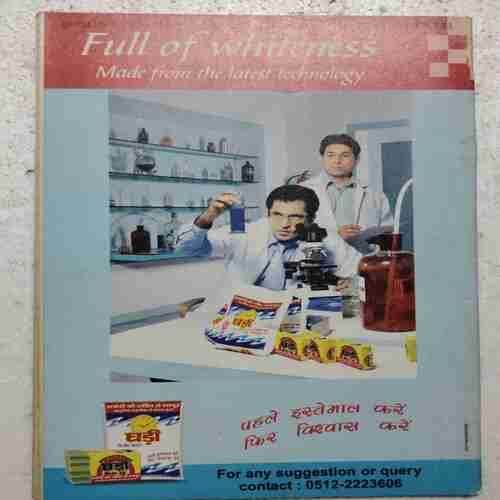 Full of whiteness
Made from the latest technology
घड़ी
घड़ी
पहले इस्तेमाल करें
फिर विश्वास करें
For any suggestion or query
contact : 0512-2223606